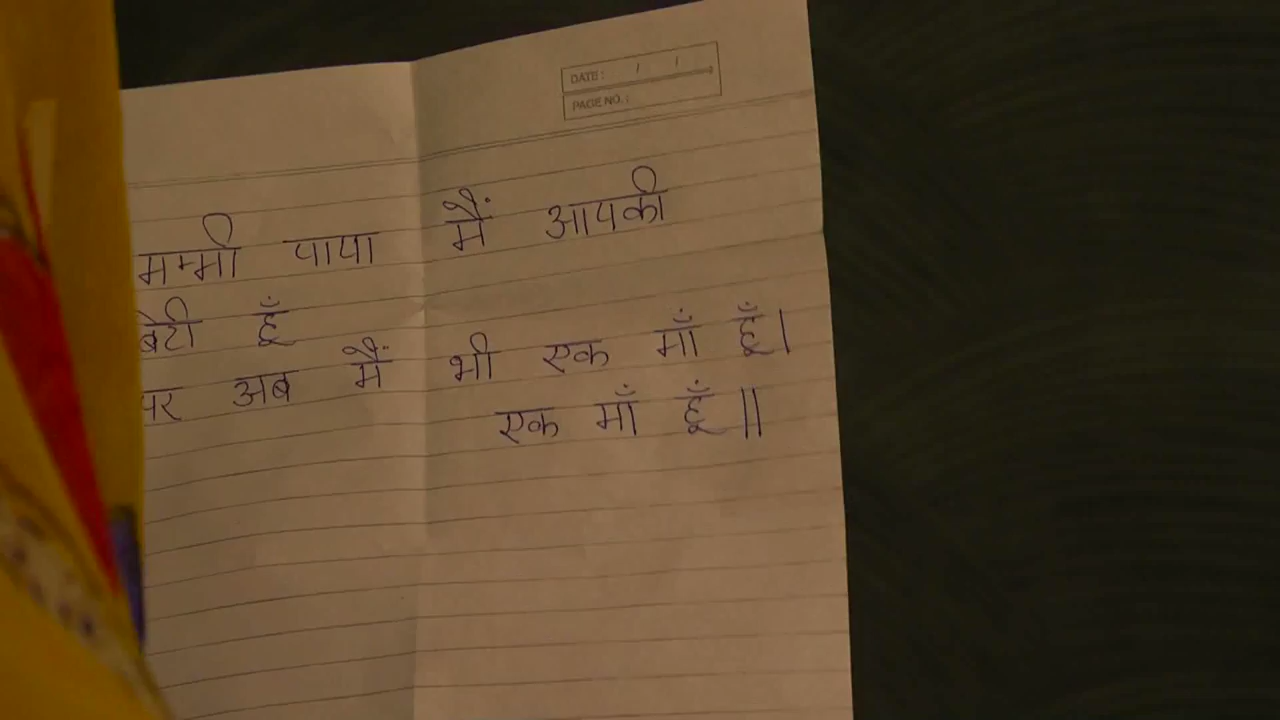 DATE : / /
PAGE NO. :
मम्मी पापा मैं आपकी
बेटी हूँ
पर अब मैं भी एक माँ हूँ।
एक माँ हूँ॥